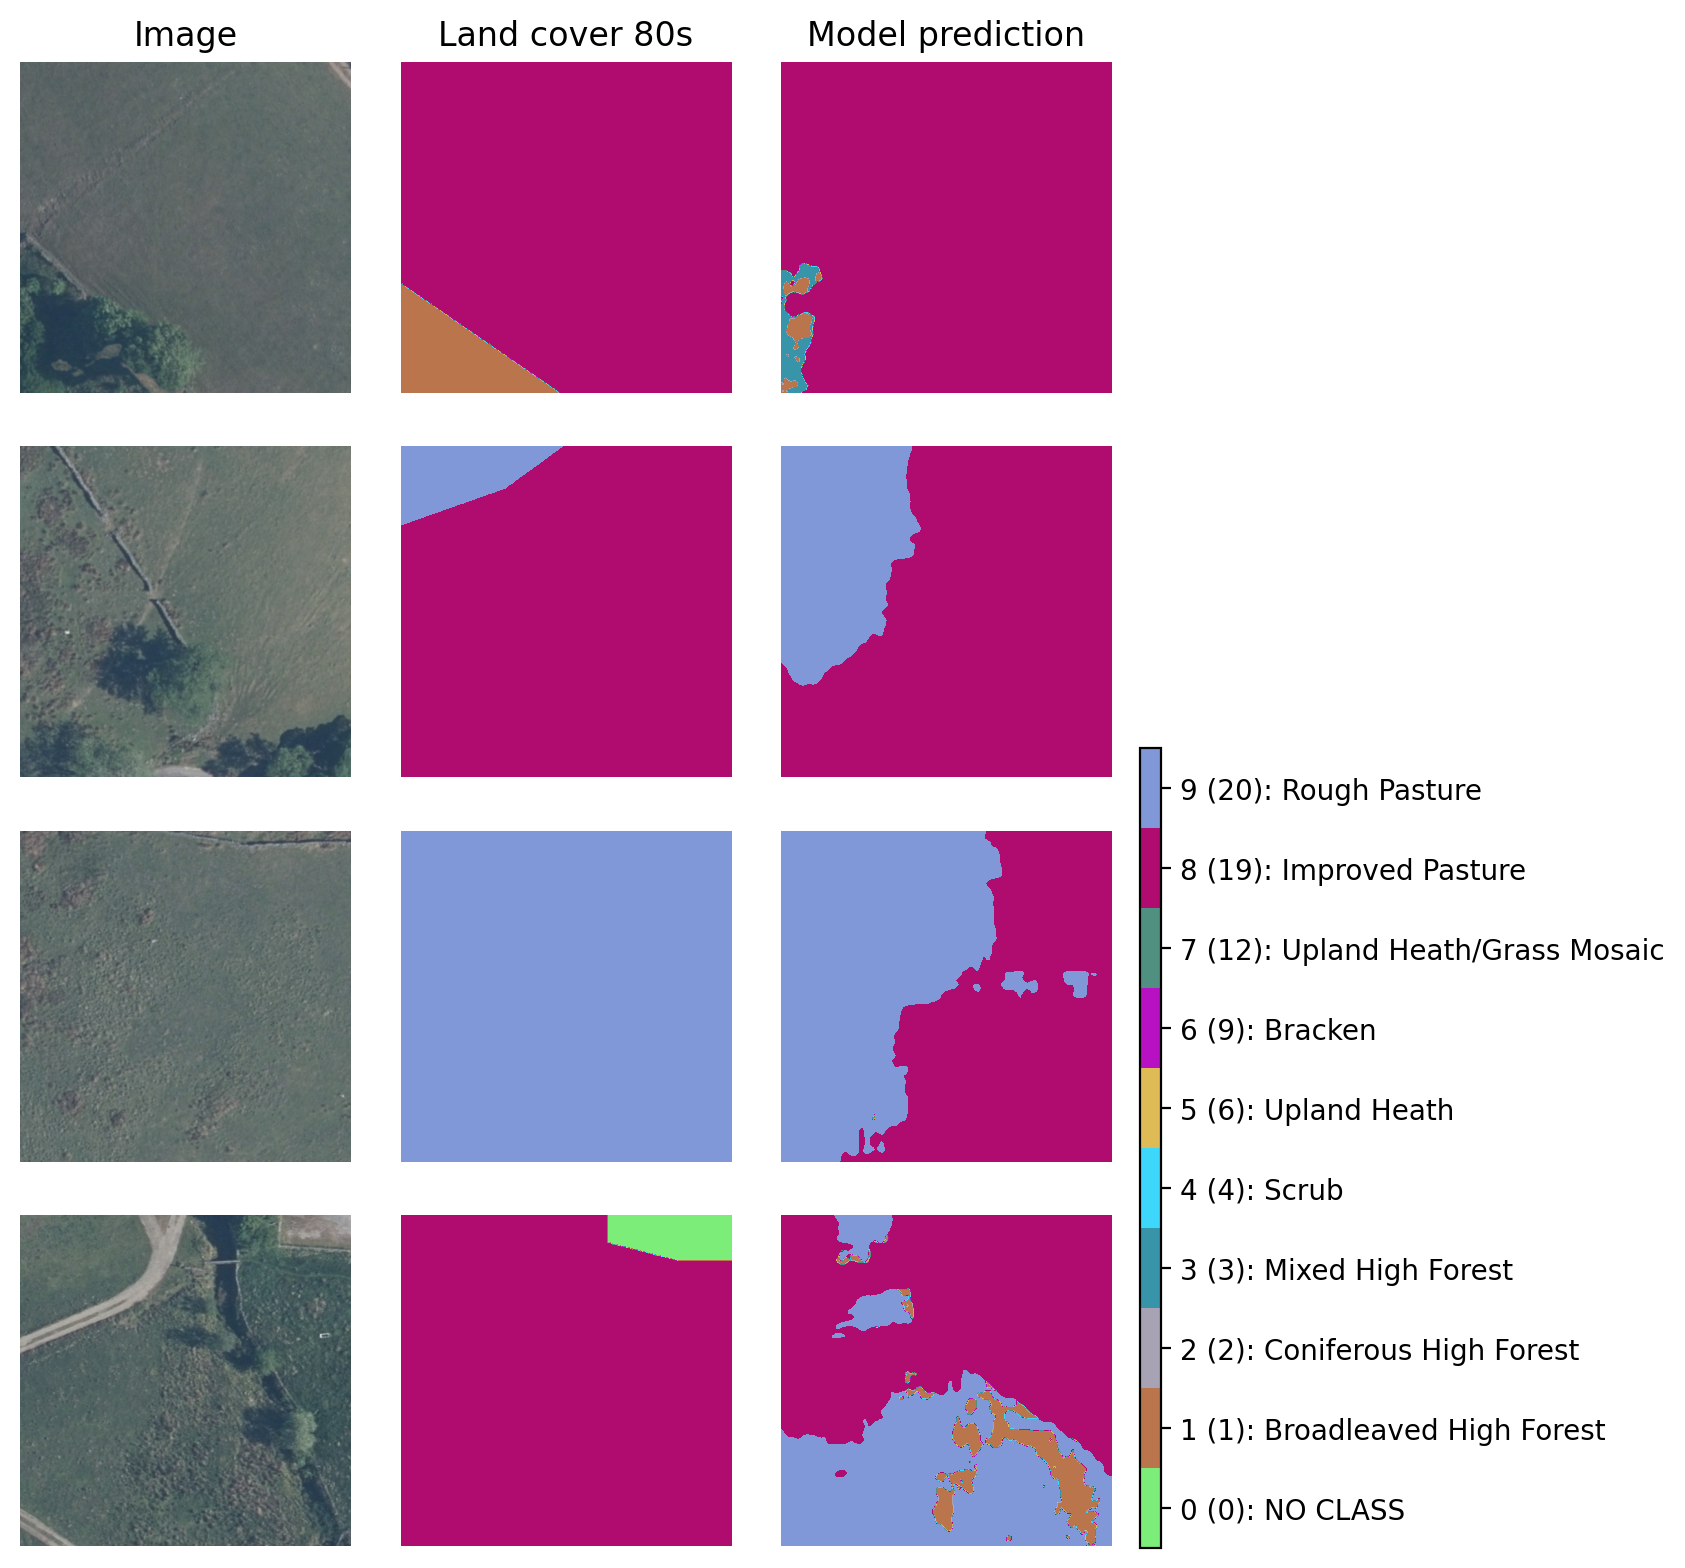 Image
Land cover 80s
Model prediction
9 (20): Rough Pasture
8 (19): Improved Pasture
7 (12): Upland Heath/Grass Mosaic
6 (9): Bracken
5 (6): Upland Heath
4 (4): Scrub
3 (3): Mixed High Forest
2 (2): Coniferous High Forest
1 (1): Broadleaved High Forest
0 (0): NO CLASS